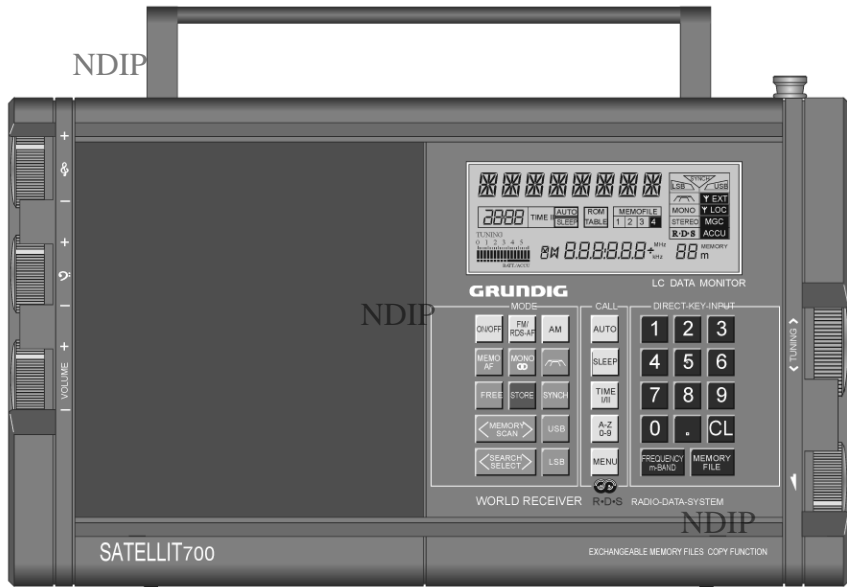 NDIP
LSB SYNCH USB
EXT
MONO LOC
STEREO MGC
R·D·S ACCU
TIME II AUTO SLEEP ROM TABLE MEMOFILE 1 2 3 4
TUNING
0 1 2 3 4 5
BATT./ACCU
MHz kHz
MEMORY
m
LC DATA MONITOR
GRUNDIG
NDIP
MODE CALL DIRECT-KEY-INPUT
ON/OFF FM/RDS-AF AM AUTO 1 2 3
MEMO AF MONO SLEEP 4 5 6
FREE STORE SYNCH TIME I/II 7 8 9
MEMORY SCAN USB A-Z 0-9 0 . CL
SEARCH SELECT LSB MENU FREQUENCY m-BAND MEMORY FILE
+ −
+ −
+ VOLUME −
TUNING
WORLD RECEIVER R·D·S RADIO-DATA-SYSTEM
NDIP
SATELLIT700
EXCHANGEABLE MEMORY FILES COPY FUNCTION